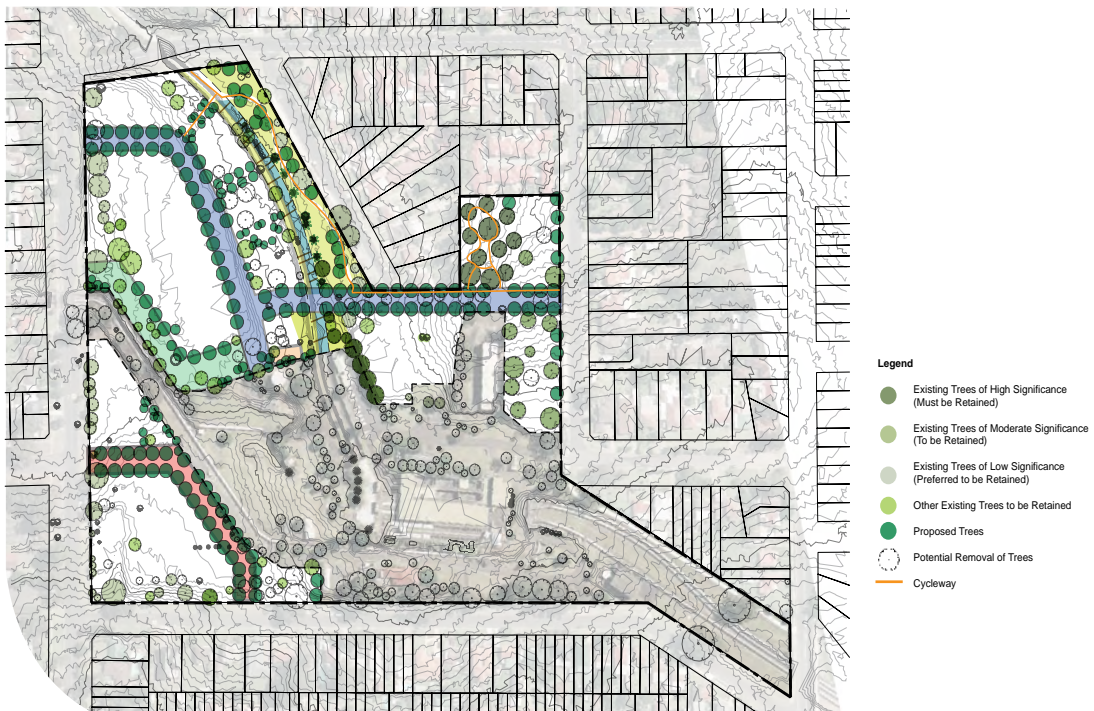 Legend
Existing Trees of High Significance
(Must be Retained)
Existing Trees of Moderate Significance
(To be Retained)
Existing Trees of Low Significance
(Preferred to be Retained)
Other Existing Trees to be Retained
Proposed Trees
Potential Removal of Trees
Cycleway